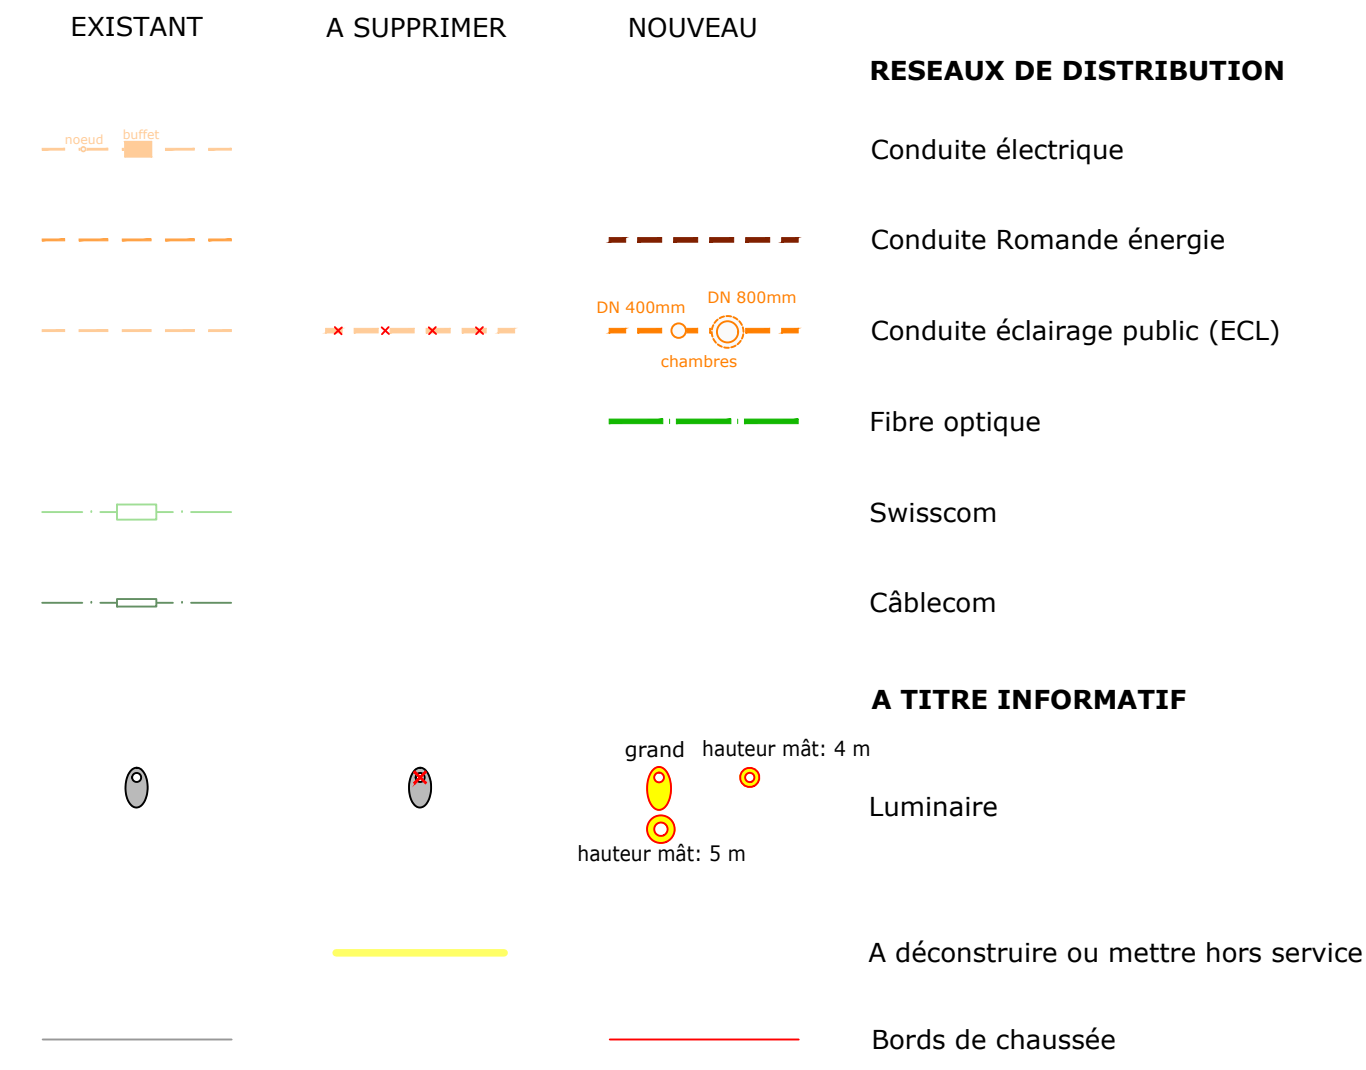 EXISTANT A SUPPRIMER NOUVEAU
RESEAUX DE DISTRIBUTION
noeud buffet
Conduite électrique
Conduite Romande énergie
DN 400mm DN 800mm
chambres
Conduite éclairage public (ECL)
Fibre optique
Swisscom
Câblecom
A TITRE INFORMATIF
grand hauteur mât: 4 m
Luminaire
hauteur mât: 5 m
A déconstruire ou mettre hors service
Bords de chaussée